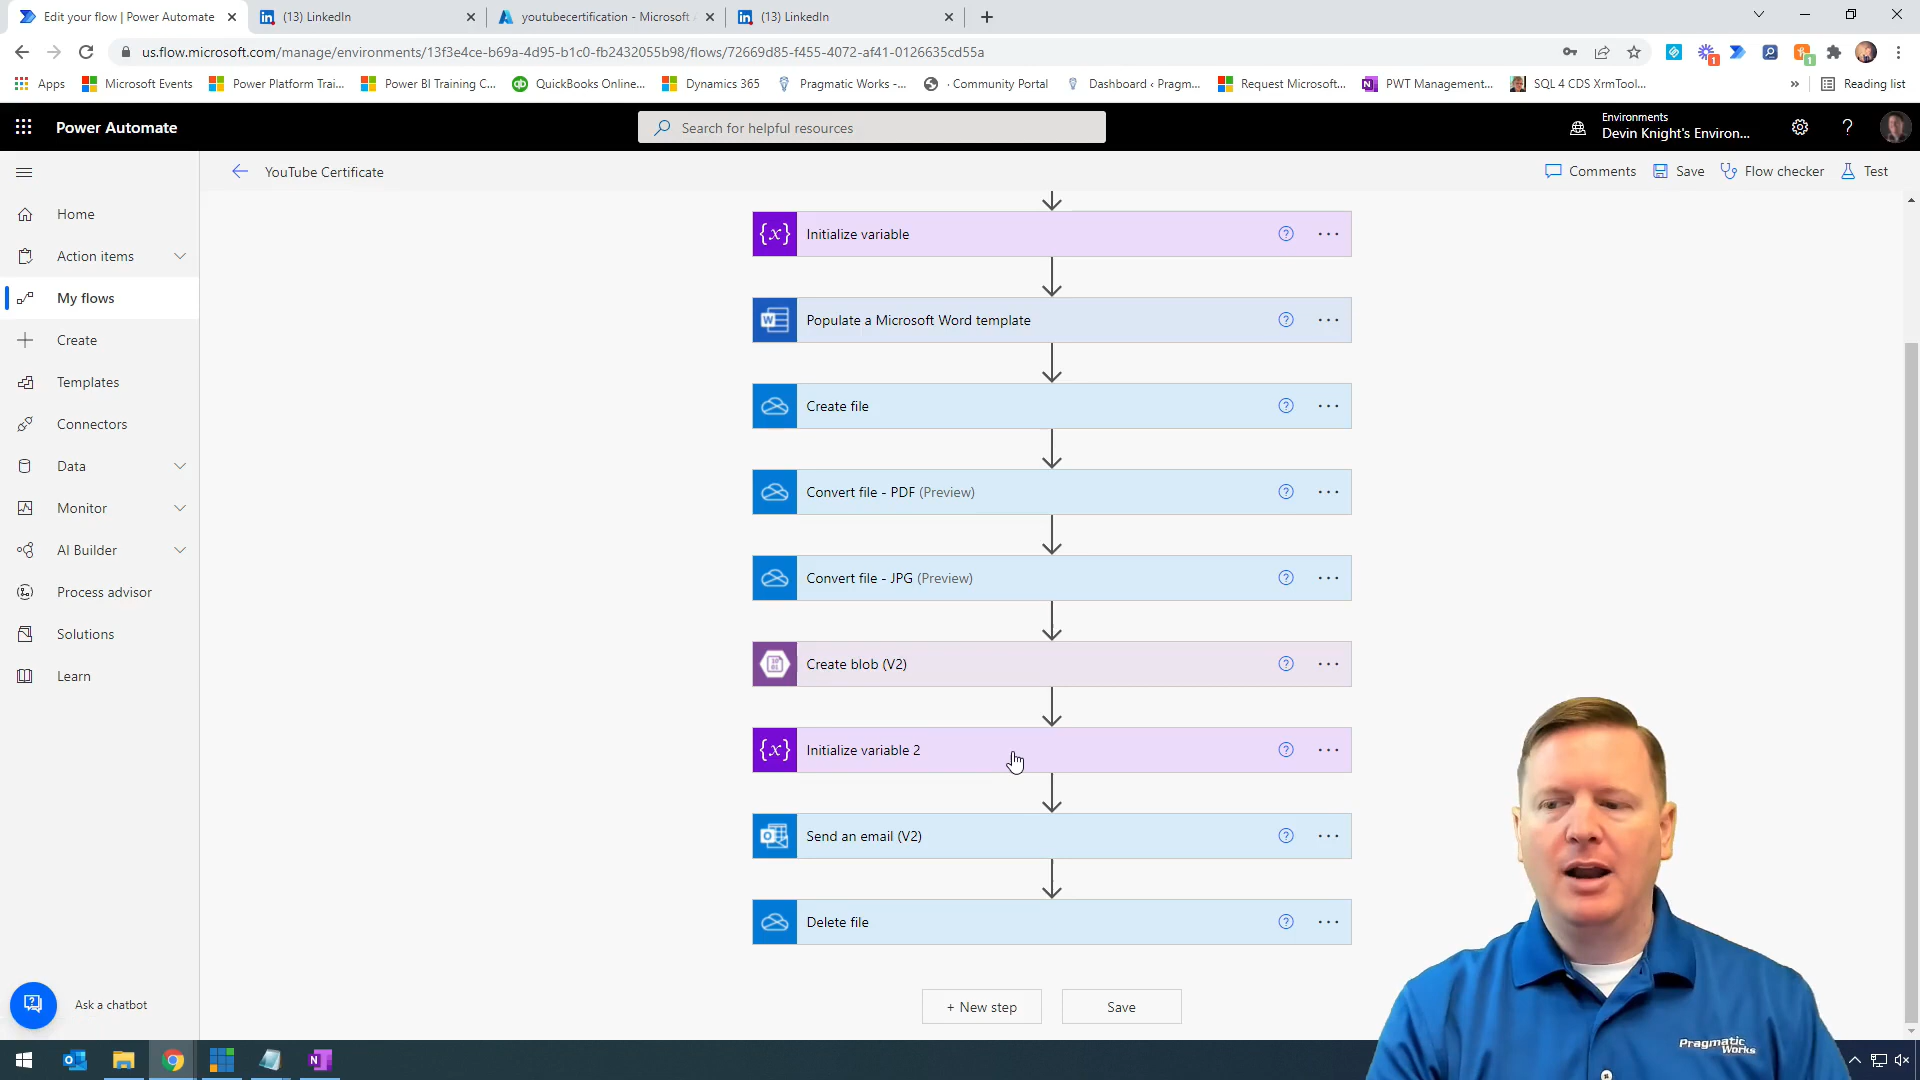 Edit your flow | Power Automate
(13) LinkedIn
youtubecertification - Microsoft
(13) LinkedIn
us.flow.microsoft.com/manage/environments/13f3e4ce-b69a-4d95-b1c0-fb2432055b98/flows/72669d85-f455-4072-af41-0126635cd55a
1
1
Apps
Microsoft Events
Power Platform Trai...
Power BI Training C...
QuickBooks Online...
Dynamics 365
Pragmatic Works -...
· Community Portal
Dashboard ‹ Pragm...
Request Microsoft...
PWT Management...
SQL 4 CDS XrmTool...
»
Reading list
Power Automate
Search for helpful resources
Environments
Devin Knight's Environ...
?
YouTube Certificate
Comments
Save
Flow checker
Test
Home
Action items
My flows
Create
Templates
Connectors
Data
Monitor
AI Builder
Process advisor
Solutions
Learn
Ask a chatbot
{x} Initialize variable
Populate a Microsoft Word template
Create file
Convert file - PDF (Preview)
Convert file - JPG (Preview)
Create blob (V2)
{x} Initialize variable 2
Send an email (V2)
Delete file
+ New step
Save
Pragmatic
Works